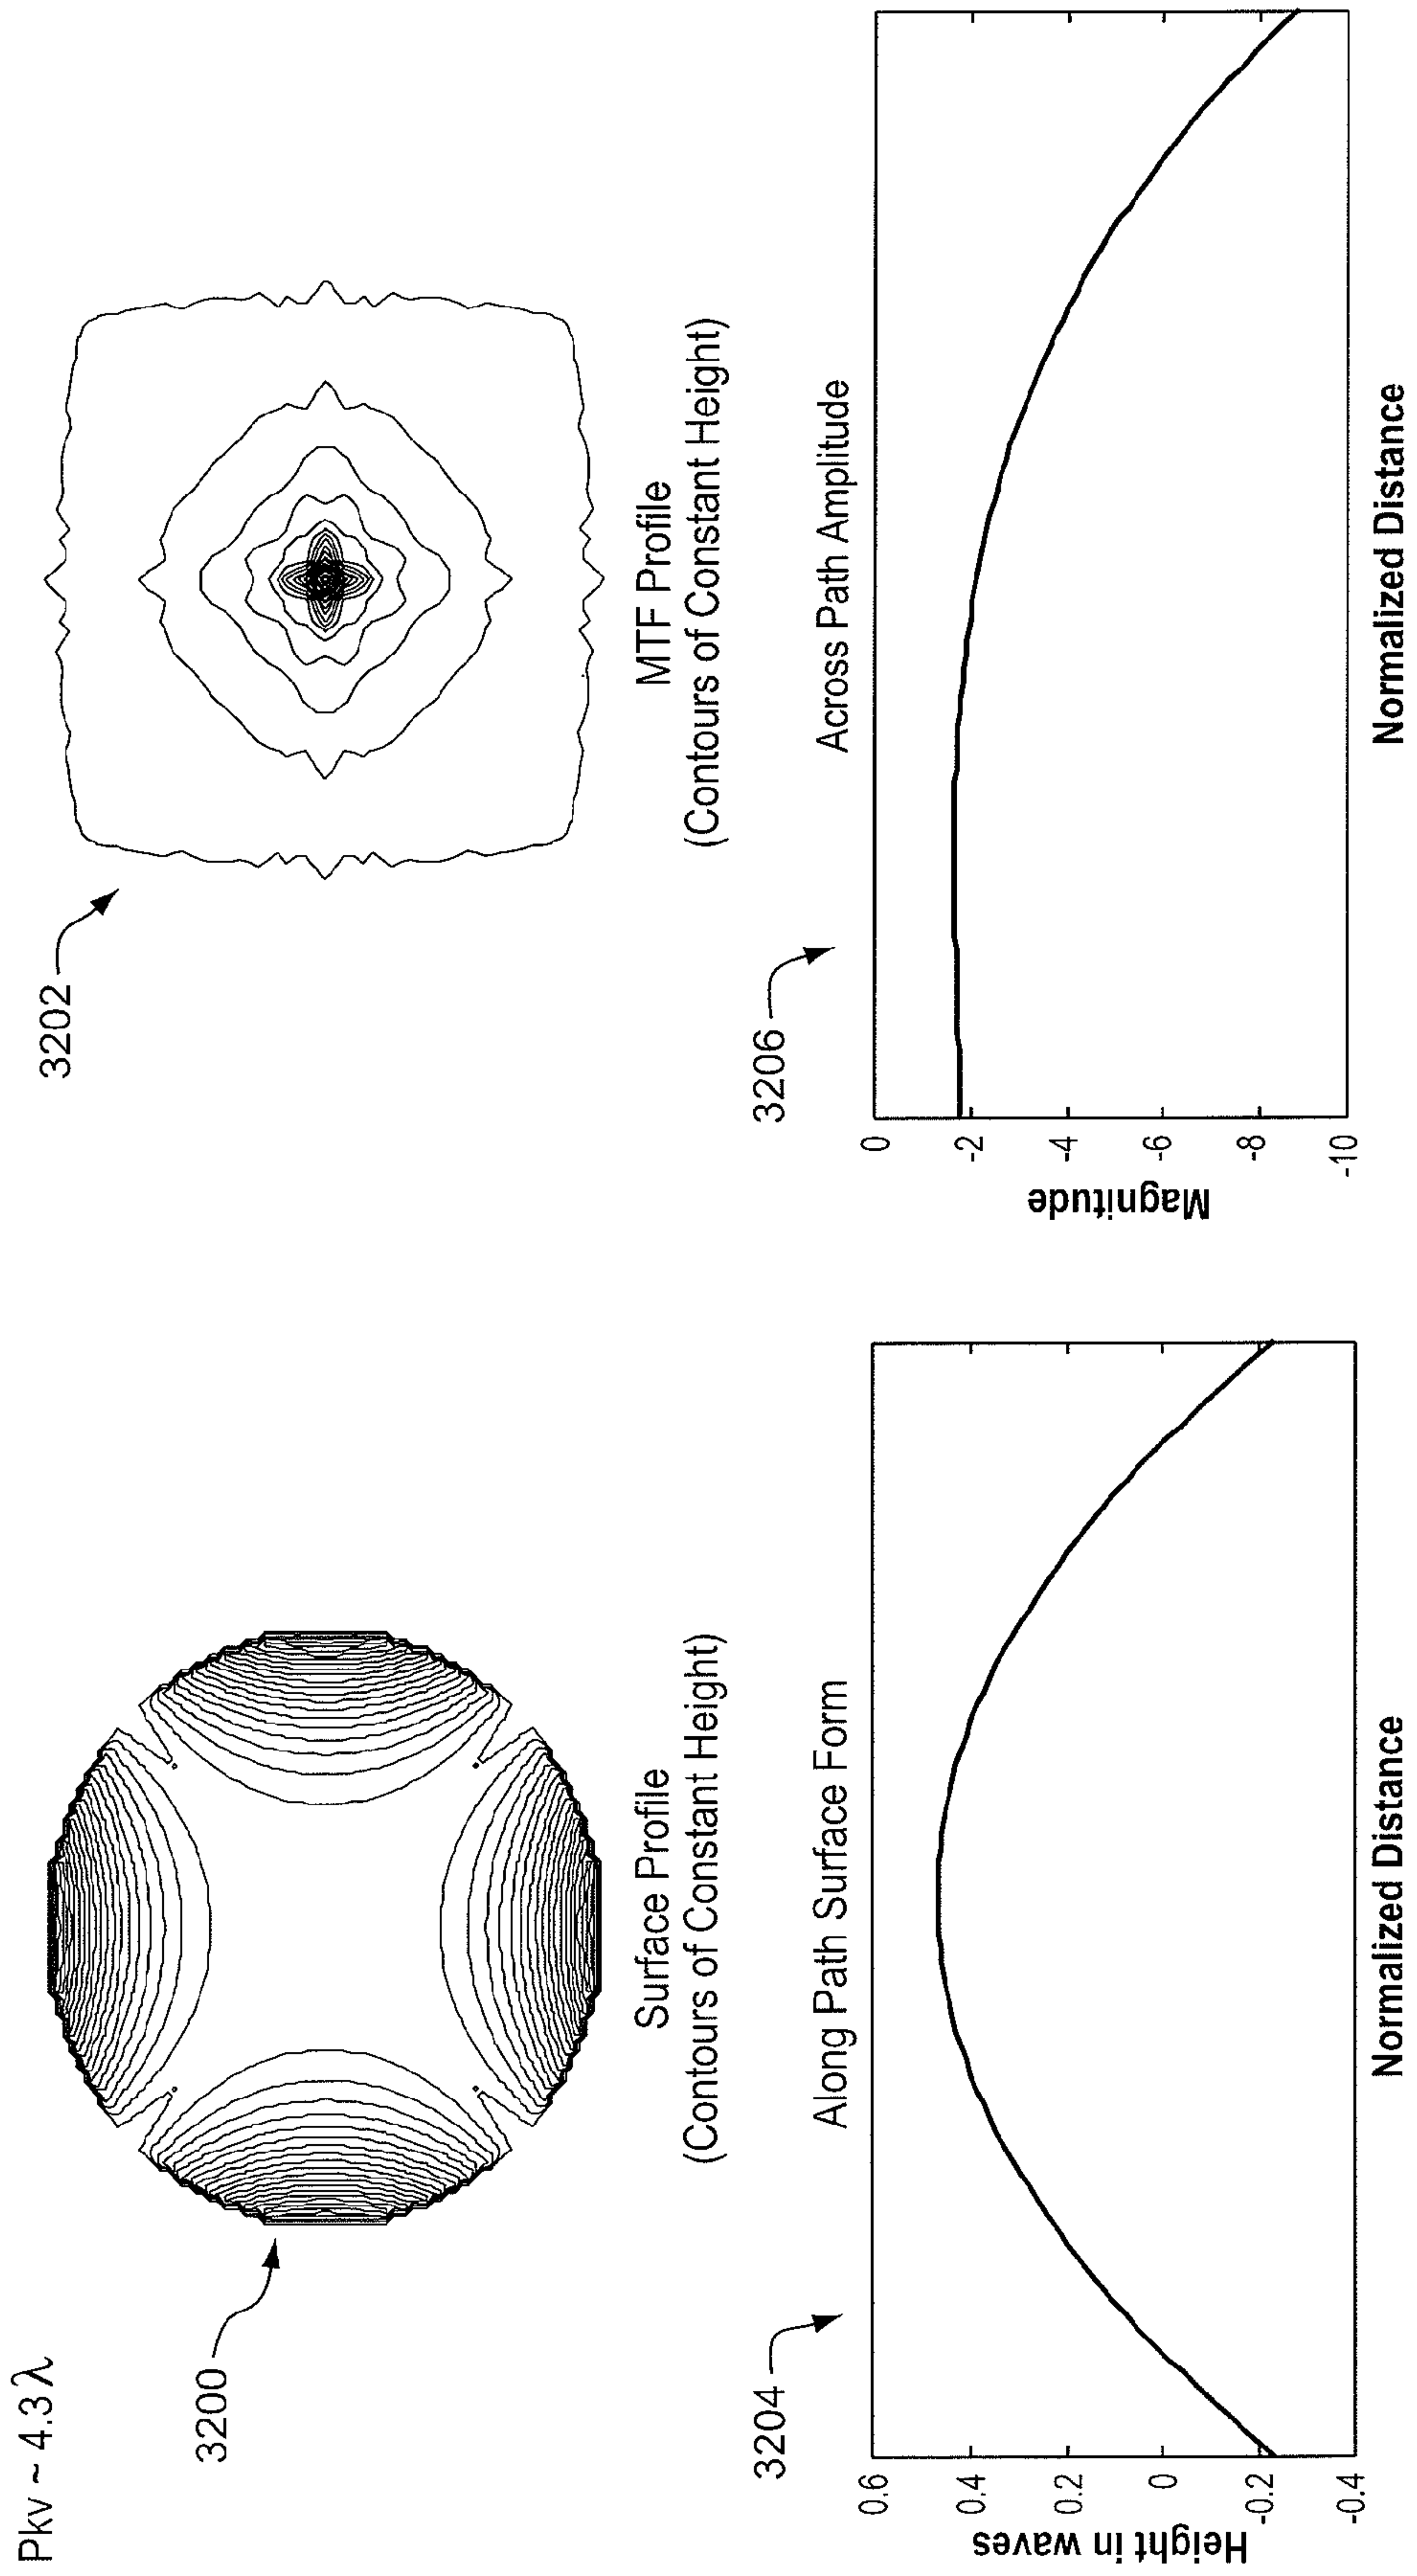 Pkv ~ 4.3 λ
3200
Surface Profile
(Contours of Constant Height)
3202
MTF Profile
(Contours of Constant Height)
3204
Along Path Surface Form
Height in waves
0.6
0.4
0.2
0
-0.2
-0.4
Normalized Distance
3206
Across Path Amplitude
Magnitude
0
-2
-4
-6
-8
-10
Normalized Distance